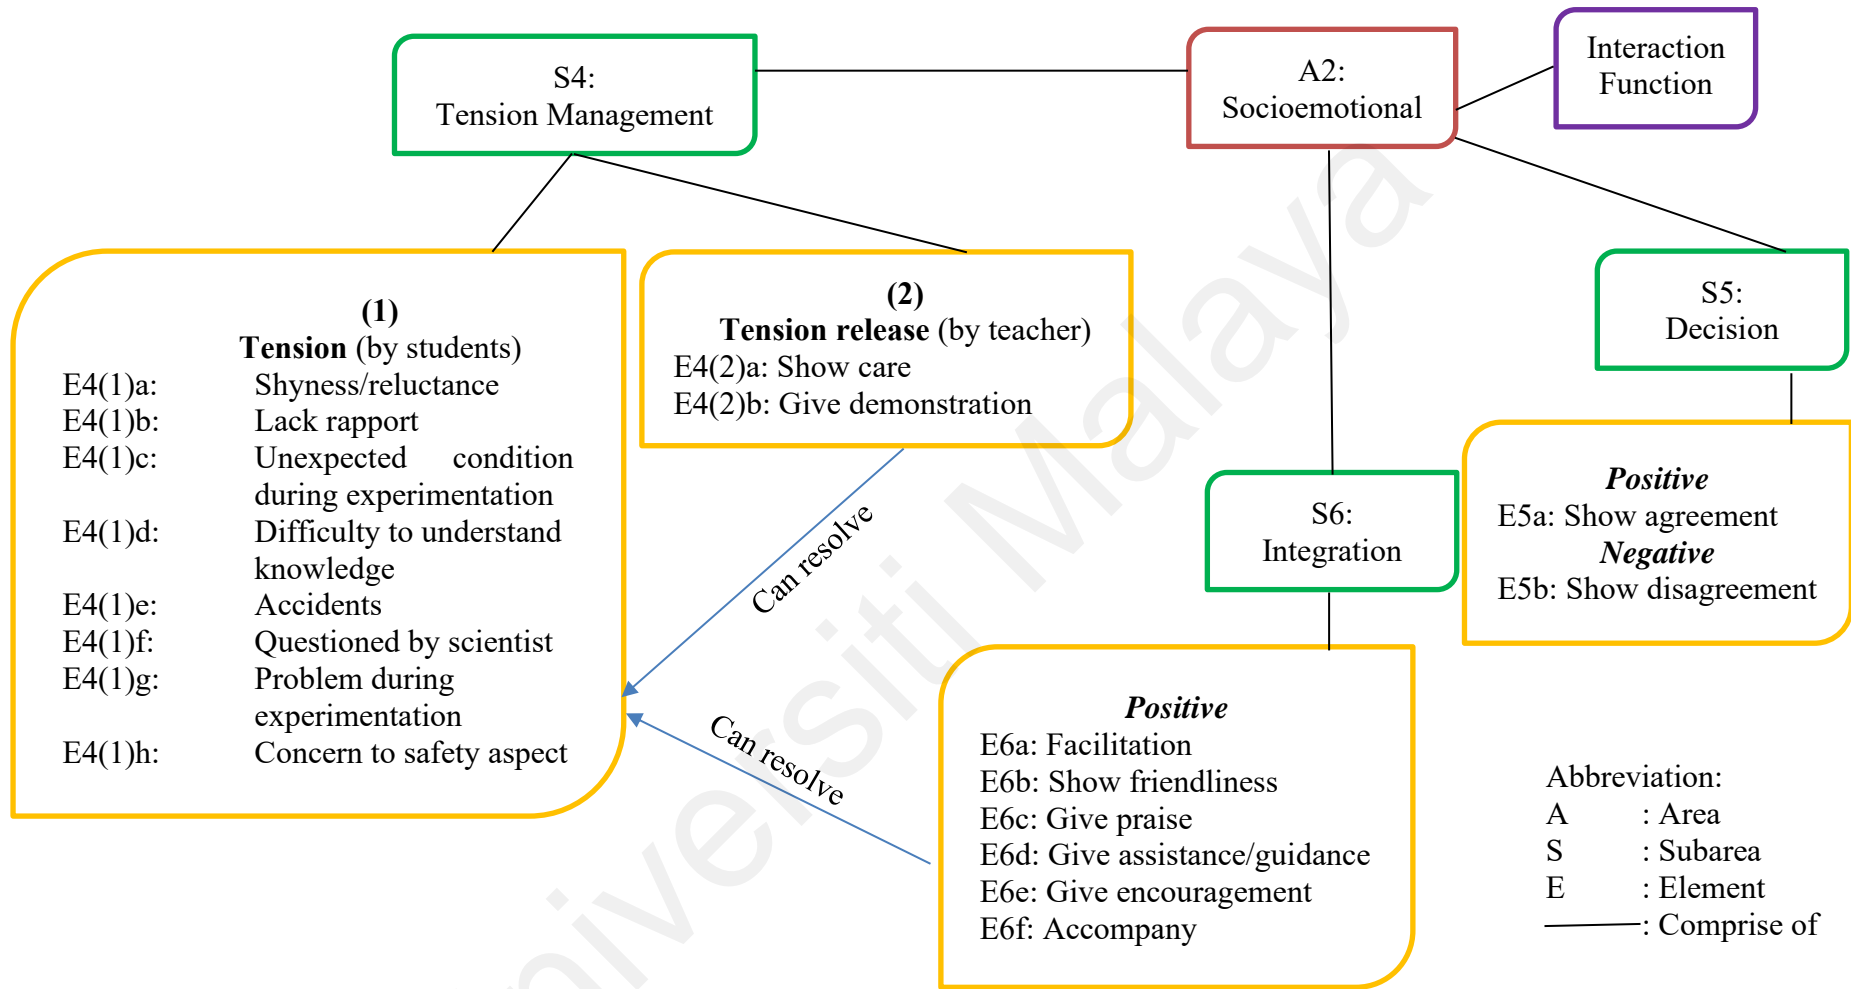 S4:
Tension Management
A2:
Socioemotional
Interaction
Function
(1)
Tension (by students)
E4(1)a: Shyness/reluctance
E4(1)b: Lack rapport
E4(1)c: Unexpected condition
during experimentation
E4(1)d: Difficulty to understand
knowledge
E4(1)e: Accidents
E4(1)f: Questioned by scientist
E4(1)g: Problem during
experimentation
E4(1)h: Concern to safety aspect
(2)
Tension release (by teacher)
E4(2)a: Show care
E4(2)b: Give demonstration
Can resolve
Can resolve
S6:
Integration
Positive
E6a: Facilitation
E6b: Show friendliness
E6c: Give praise
E6d: Give assistance/guidance
E6e: Give encouragement
E6f: Accompany
S5:
Decision
Positive
E5a: Show agreement
Negative
E5b: Show disagreement
Abbreviation:
A : Area
S : Subarea
E : Element
: Comprise of
niversiti Malaya